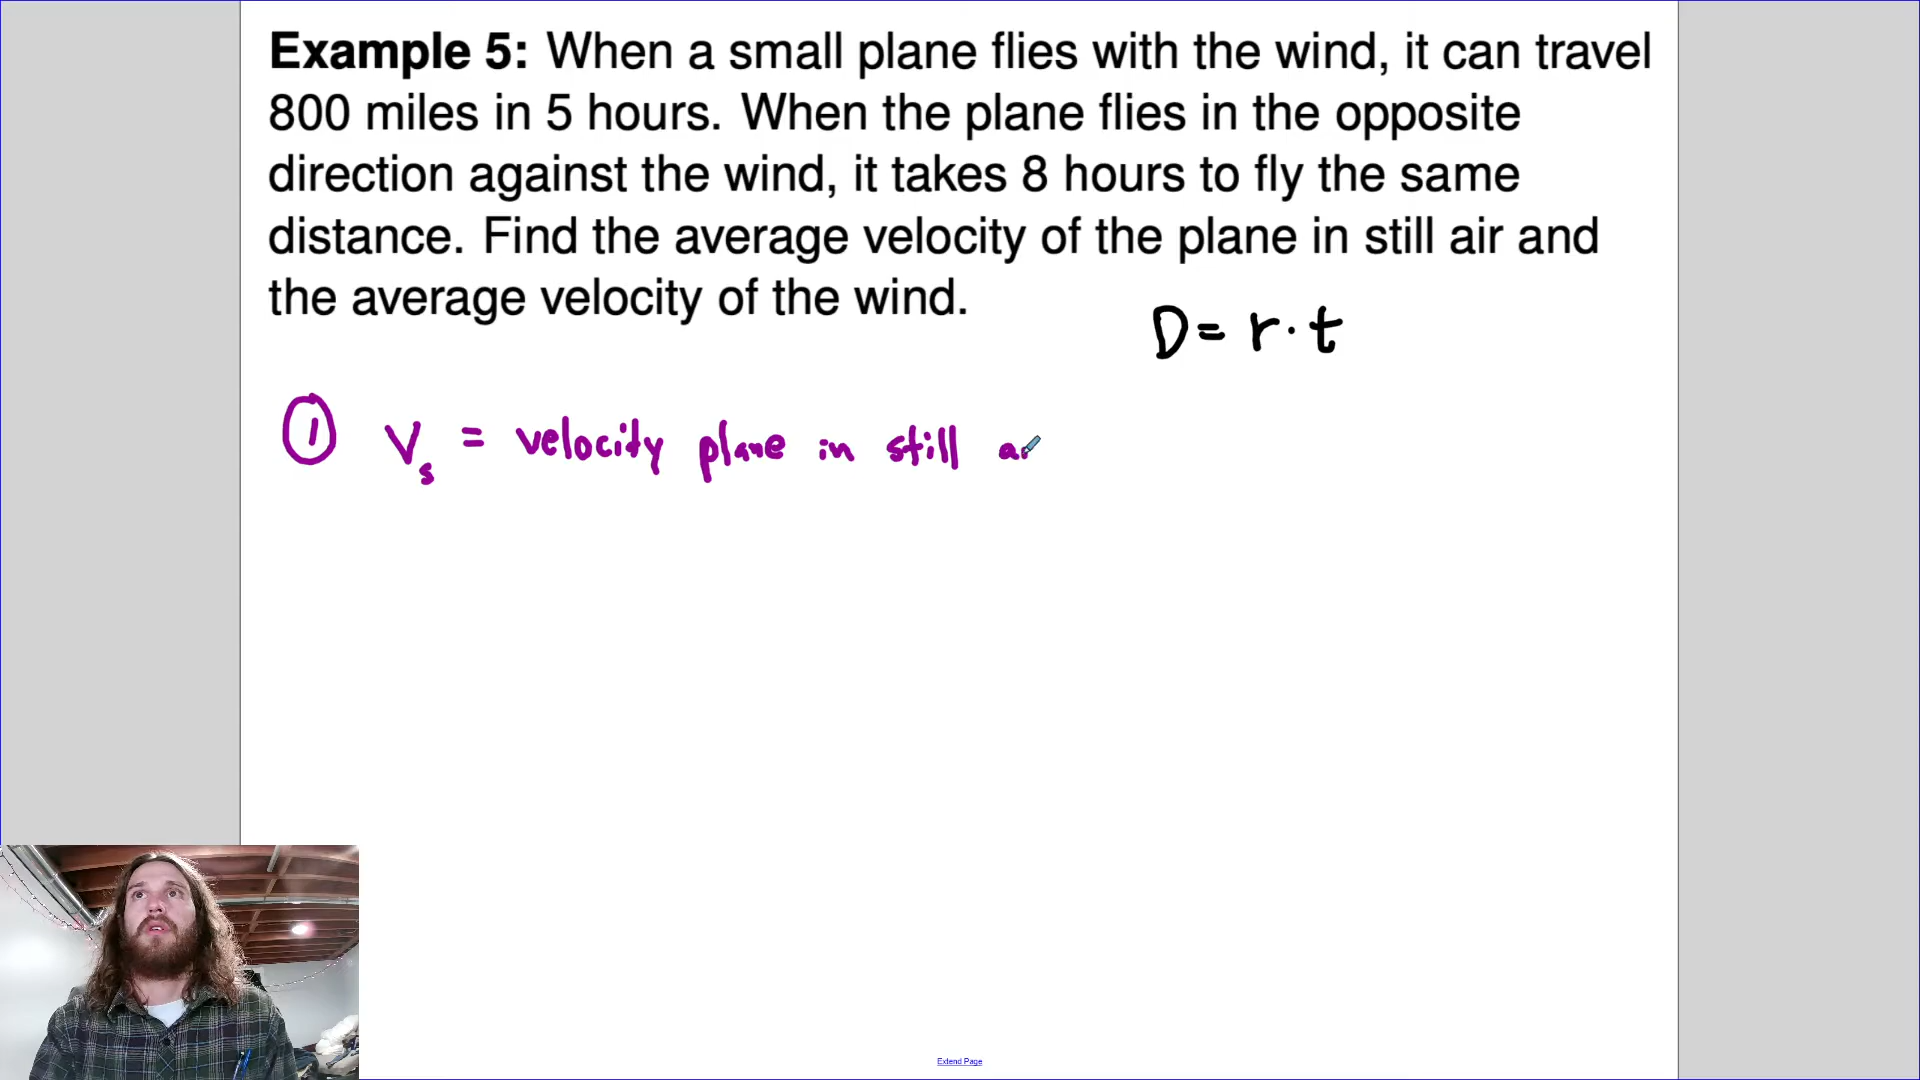 Example 5: When a small plane flies with the wind, it can travel
800 miles in 5 hours. When the plane flies in the opposite
direction against the wind, it takes 8 hours to fly the same
distance. Find the average velocity of the plane in still air and
the average velocity of the wind.
D = r · t
① Vₛ = velocity plane in still ai
Extend Page